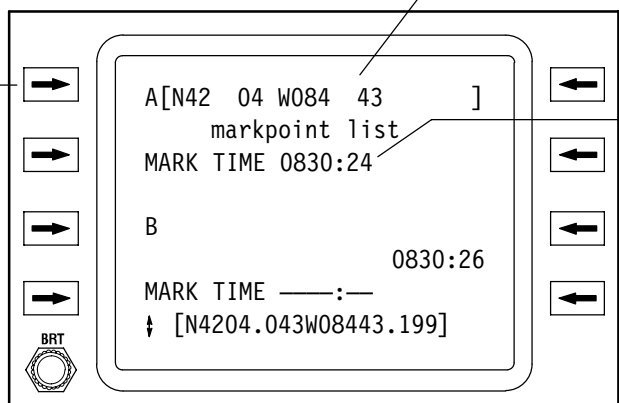 A[N42 04 W084 43 ]
markpoint list
MARK TIME 0830:24
B
0830:26
MARK TIME ————:——
↕ [N4204.043W08443.199]
BRT